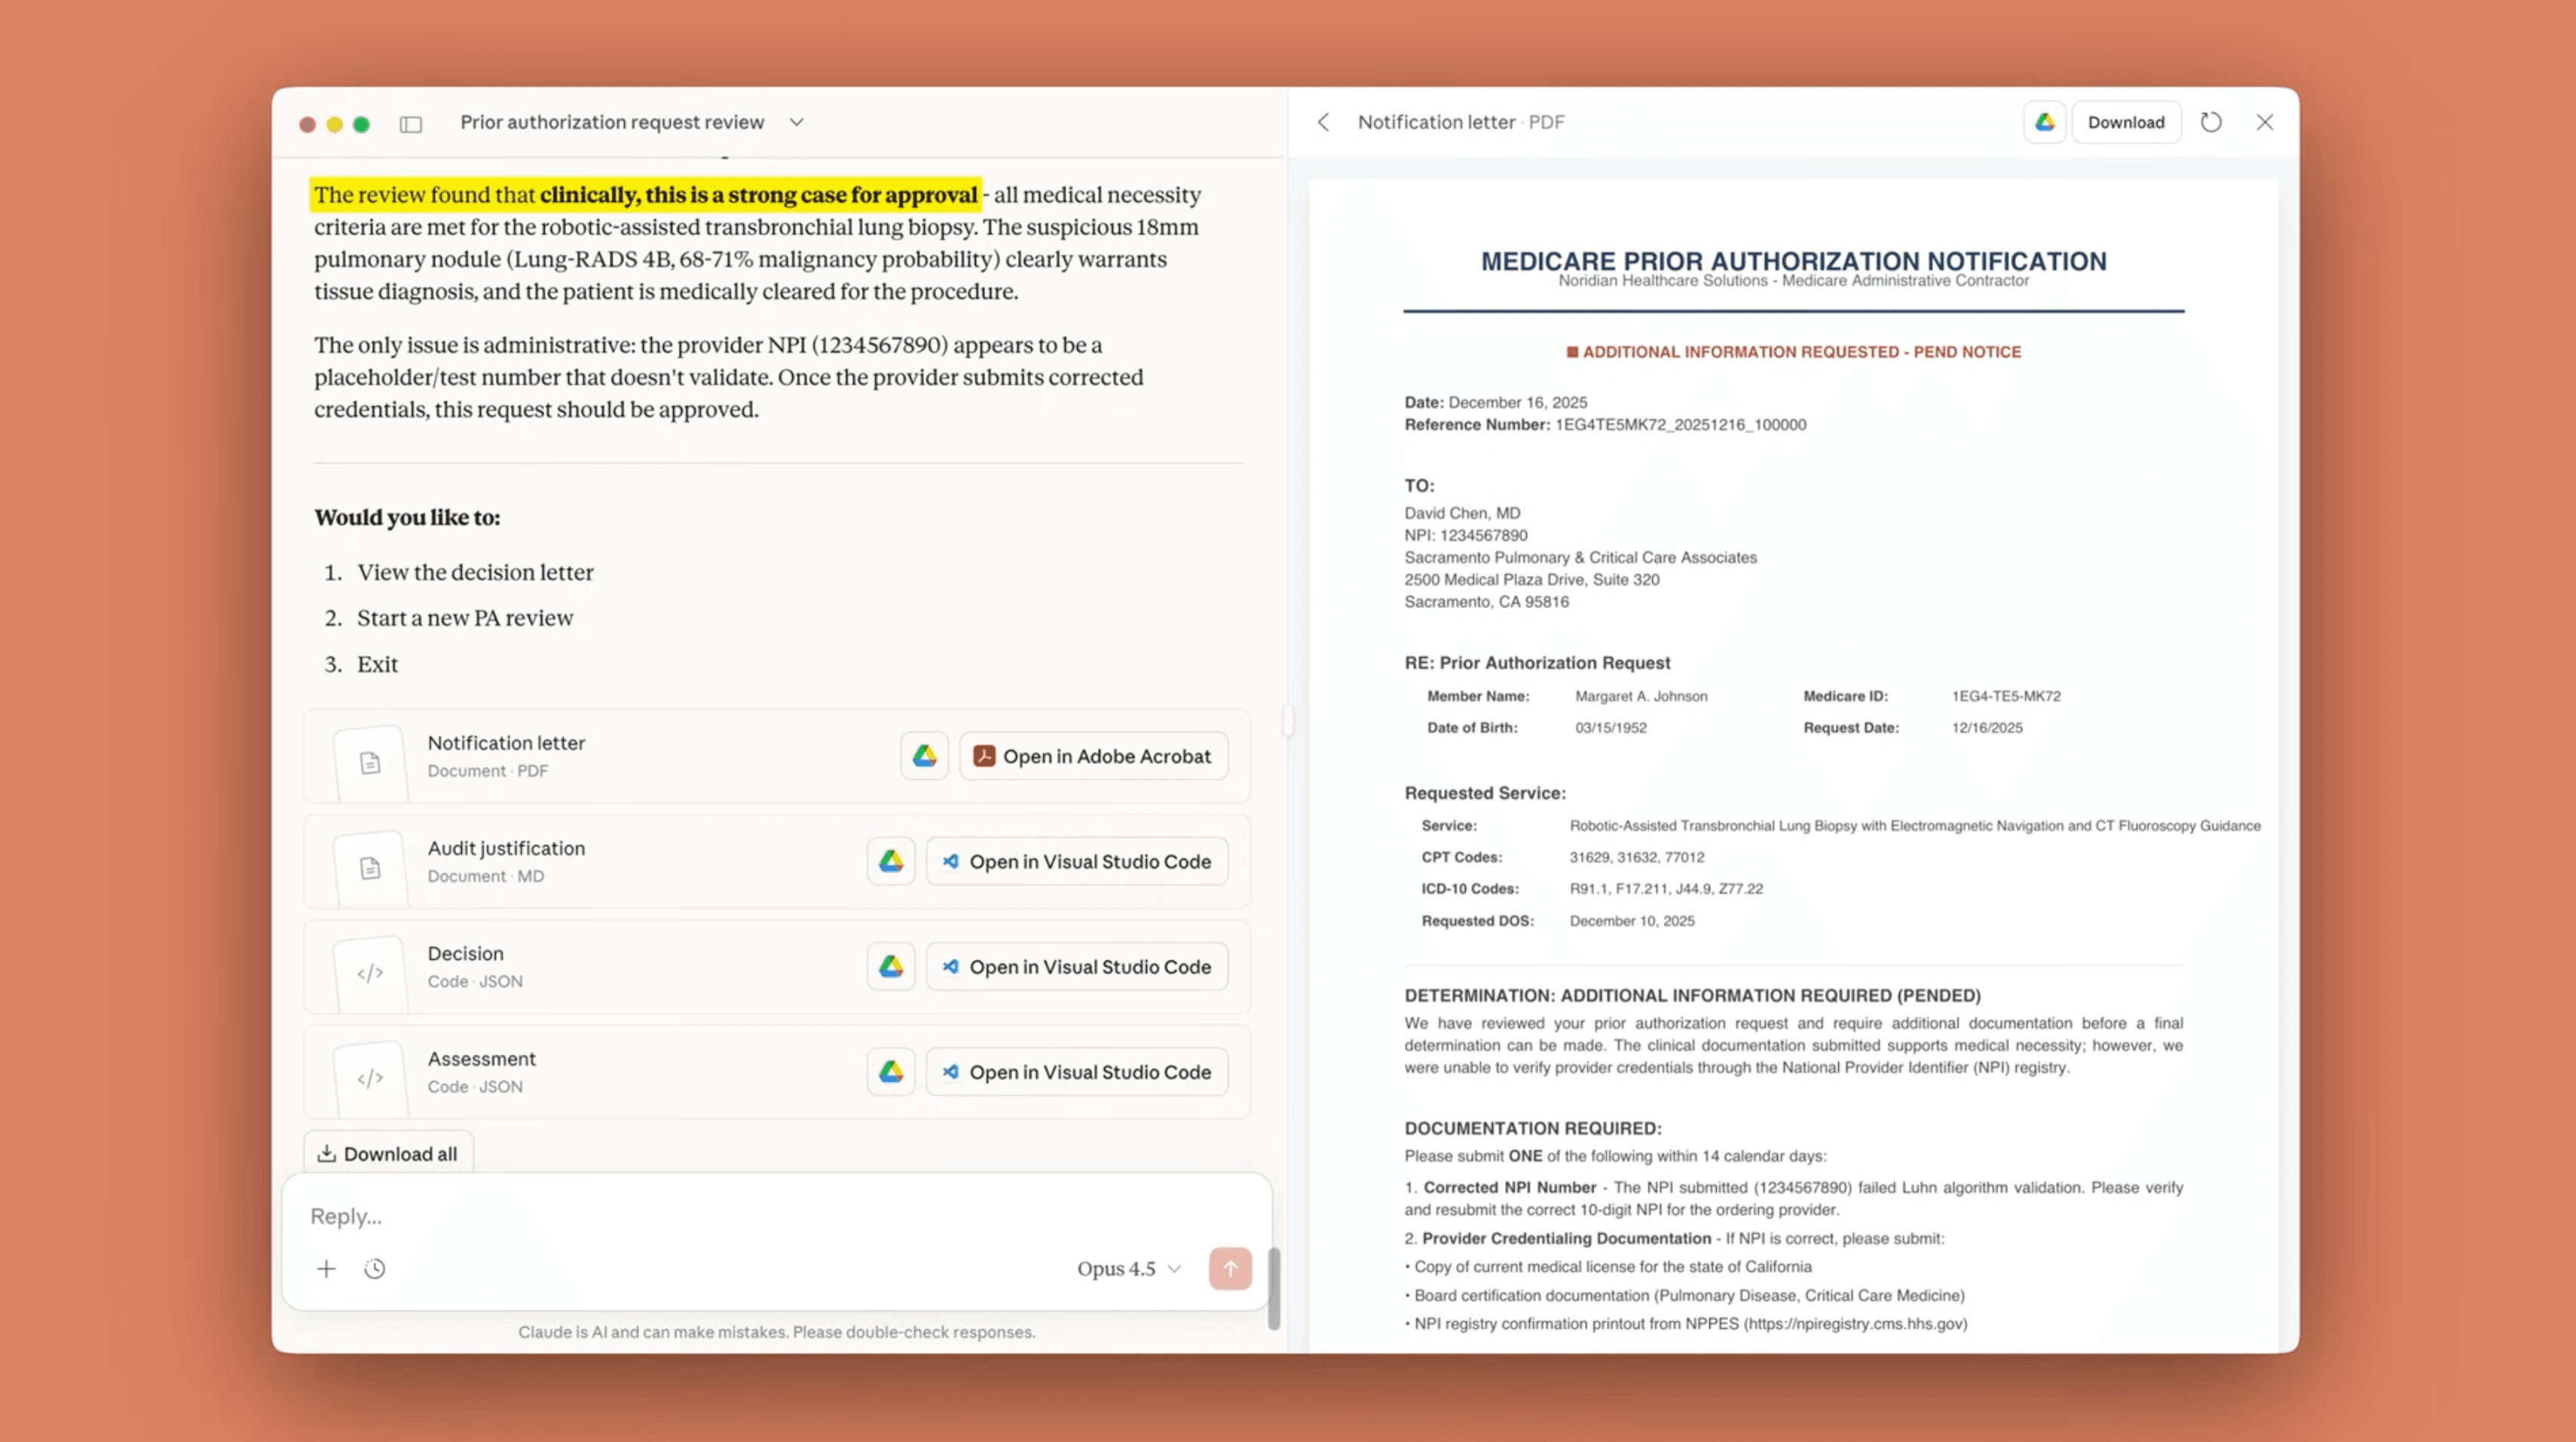 Prior authorization request review
The review found that clinically, this is a strong case for approval - all medical necessity
criteria are met for the robotic-assisted transbronchial lung biopsy. The suspicious 18mm
pulmonary nodule (Lung-RADS 4B, 68-71% malignancy probability) clearly warrants
tissue diagnosis, and the patient is medically cleared for the procedure.
The only issue is administrative: the provider NPI (1234567890) appears to be a
placeholder/test number that doesn't validate. Once the provider submits corrected
credentials, this request should be approved.
Would you like to:
1. View the decision letter
2. Start a new PA review
3. Exit
Notification letter
Document · PDF
Open in Adobe Acrobat
Audit justification
Document · MD
Open in Visual Studio Code
Decision
Code · JSON
Open in Visual Studio Code
Assessment
Code · JSON
Open in Visual Studio Code
Download all
Reply...
Opus 4.5
Claude is AI and can make mistakes. Please double-check responses.
Notification letter · PDF
Download
MEDICARE PRIOR AUTHORIZATION NOTIFICATION
Noridian Healthcare Solutions - Medicare Administrative Contractor
ADDITIONAL INFORMATION REQUESTED - PEND NOTICE
Date: December 16, 2025
Reference Number: 1EG4TE5MK72_20251216_100000
TO:
David Chen, MD
NPI: 1234567890
Sacramento Pulmonary & Critical Care Associates
2500 Medical Plaza Drive, Suite 320
Sacramento, CA 95816
RE: Prior Authorization Request
Member Name: Margaret A. Johnson Medicare ID: 1EG4-TE5-MK72
Date of Birth: 03/15/1952 Request Date: 12/16/2025
Requested Service:
Service: Robotic-Assisted Transbronchial Lung Biopsy with Electromagnetic Navigation and CT Fluoroscopy Guidance
CPT Codes: 31629, 31632, 77012
ICD-10 Codes: R91.1, F17.211, J44.9, Z77.22
Requested DOS: December 10, 2025
DETERMINATION: ADDITIONAL INFORMATION REQUIRED (PENDED)
We have reviewed your prior authorization request and require additional documentation before a final
determination can be made. The clinical documentation submitted supports medical necessity; however, we
were unable to verify provider credentials through the National Provider Identifier (NPI) registry.
DOCUMENTATION REQUIRED:
Please submit ONE of the following within 14 calendar days:
1. Corrected NPI Number - The NPI submitted (1234567890) failed Luhn algorithm validation. Please verify
and resubmit the correct 10-digit NPI for the ordering provider.
2. Provider Credentialing Documentation - If NPI is correct, please submit:
• Copy of current medical license for the state of California
• Board certification documentation (Pulmonary Disease, Critical Care Medicine)
• NPI registry confirmation printout from NPPES (https://npiregistry.cms.hhs.gov)